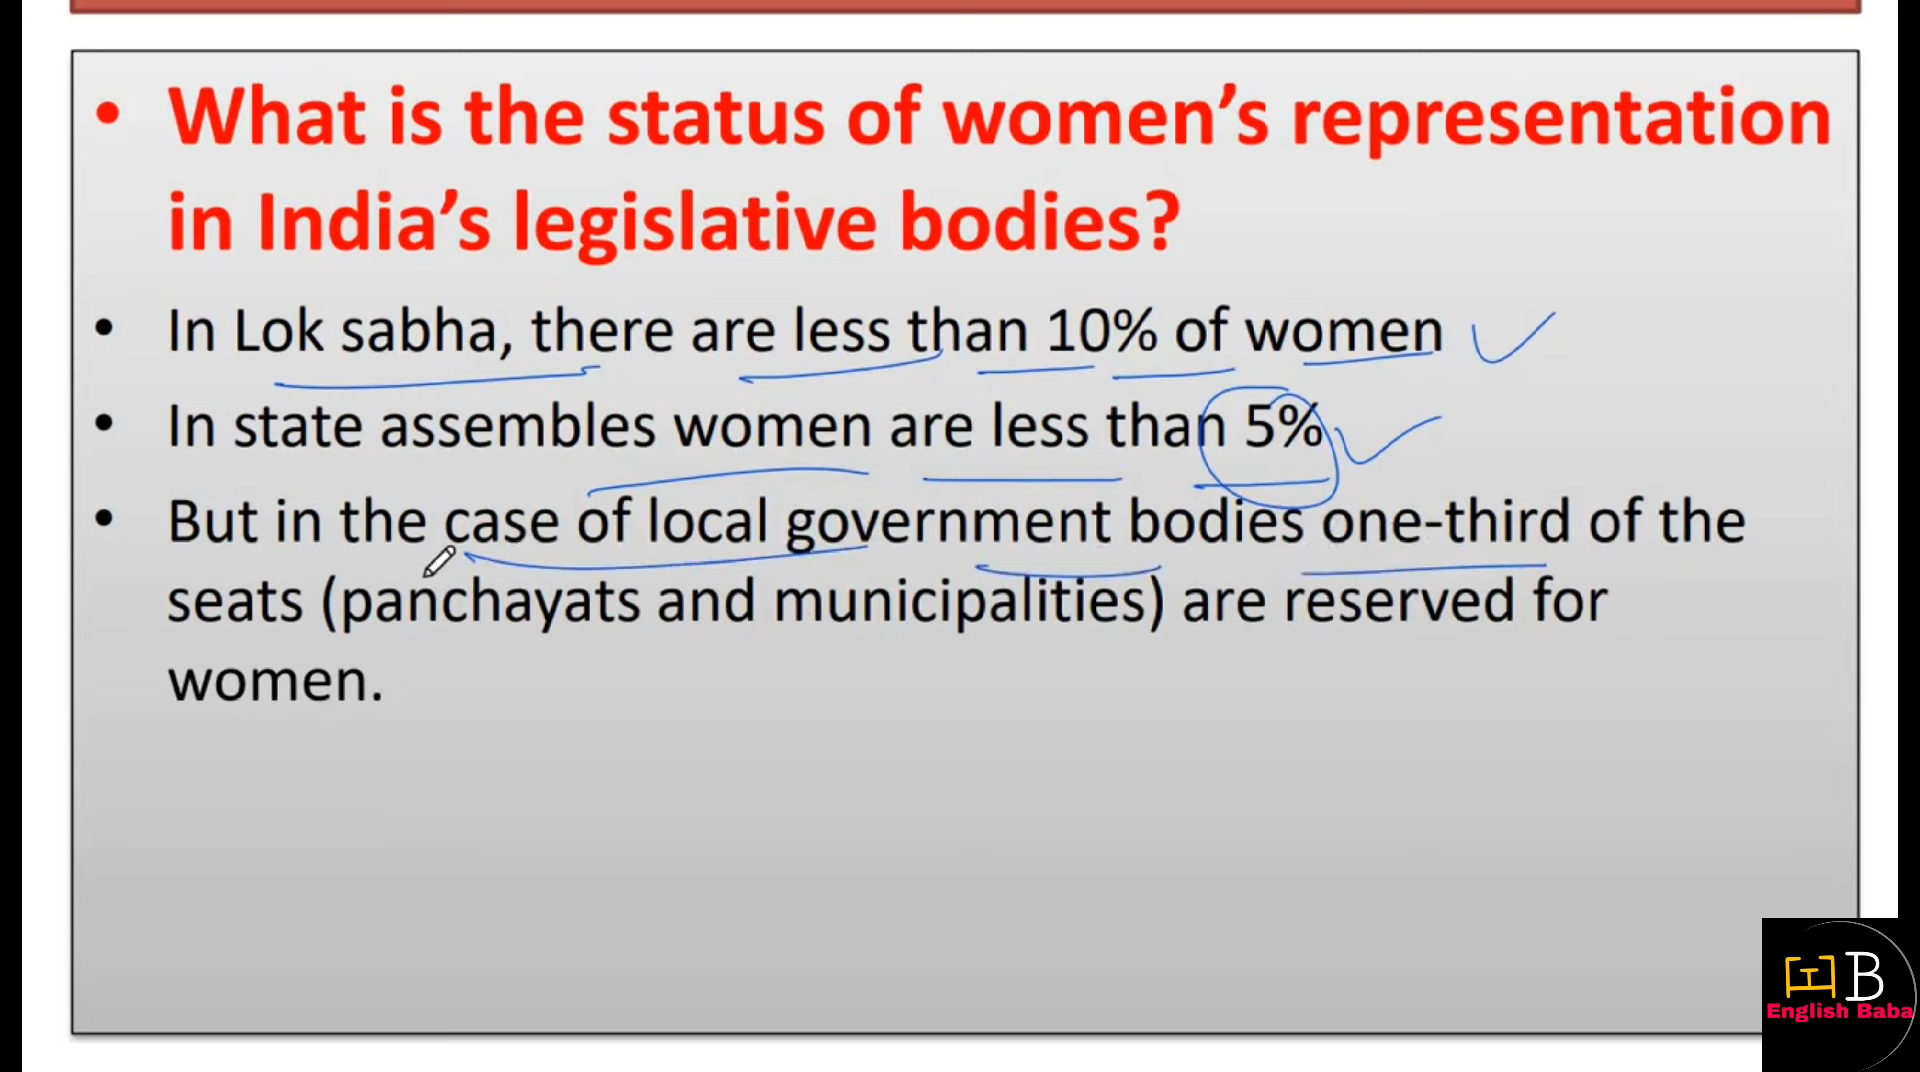 • What is the status of women’s representation
in India’s legislative bodies?
• In Lok sabha, there are less than 10% of women
• In state assembles women are less than 5%
• But in the case of local government bodies one-third of the
seats (panchayats and municipalities) are reserved for
women.
B
English Baba